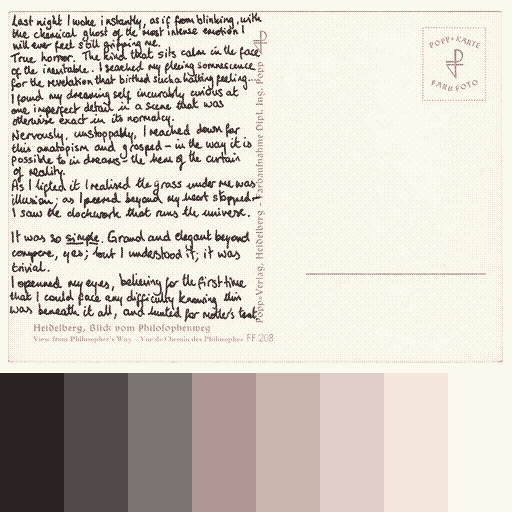 Last night I woke instantly, as if from blinking, with
the chemical ghost of the most intense emotion I
will ever feel still gripping me.
True horror. The kind that sits calm in the face
of the inevitable. I searched my fleeing somnescence
for the revelation that birthed such a halting feeling...
I found my dreaming self incurably curious at
one imperfect detail in a scene that was
otherwise exact in its normalcy.
Nervously, unstoppably, I reached down for
this anatopism and grasped – in the way it is
possible to in dreams – the hem of the curtain
of reality.
As I lifted it I realised the grass under me was
illusion; as I peered beyond my heart stopped –
I saw the clockwork that runs the universe.
It was so simple. Grand and elegant beyond
compare, yes; but I understood it; it was
trivial.
I openned my eyes, believing for the first time
that I could face any difficulty knowing this
was beneath it all, and hunted for mother's teat.
Heidelberg, Blick vom Philosophenweg
View from Philosopher's Way - Vue de Chemin des Philosophes FF 208
Popp-Verlag, Heidelberg - Farbaufnahme Dipl. Ing. Popp
POPP-KARTE
FARBFOTO